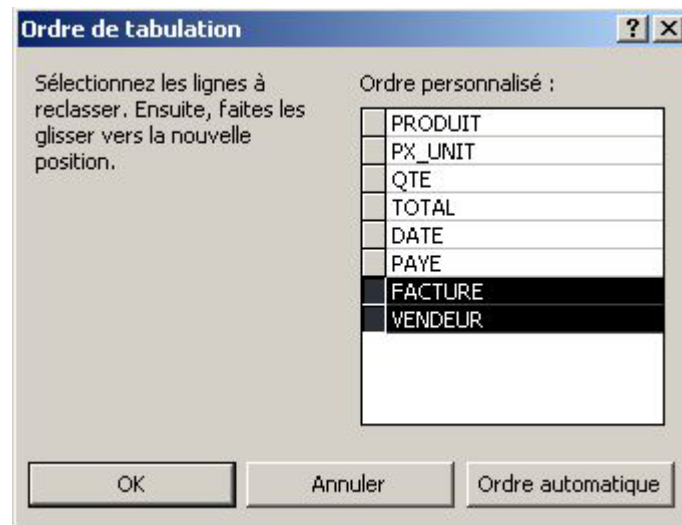 Ordre de tabulation
Sélectionnez les lignes à
reclasser. Ensuite, faites les
glisser vers la nouvelle
position.
Ordre personnalisé :
PRODUIT
PX_UNIT
QTE
TOTAL
DATE
PAYE
FACTURE
VENDEUR
OK
Annuler
Ordre automatique